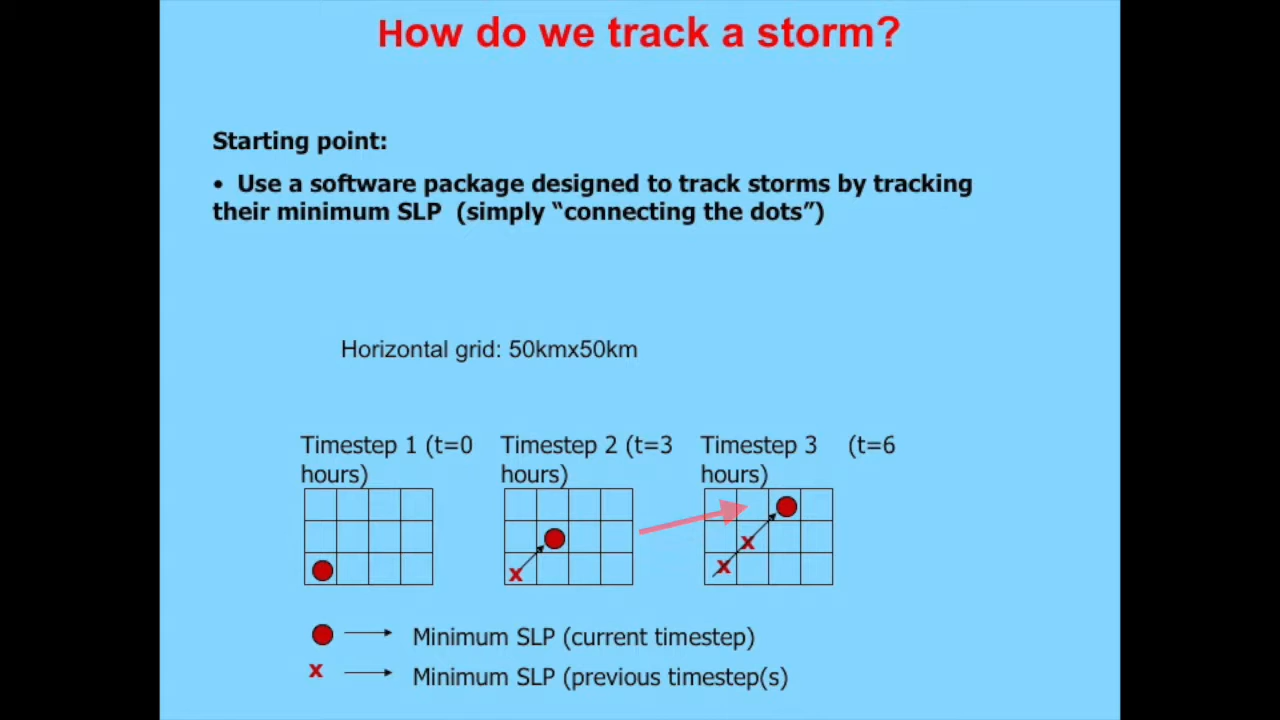 How do we track a storm?
Starting point:
• Use a software package designed to track storms by tracking
their minimum SLP (simply “connecting the dots”)
Horizontal grid: 50kmx50km
Timestep 1 (t=0
hours)
Timestep 2 (t=3
hours)
Timestep 3 (t=6
hours)
x
x
x
Minimum SLP (current timestep)
x
Minimum SLP (previous timestep(s)